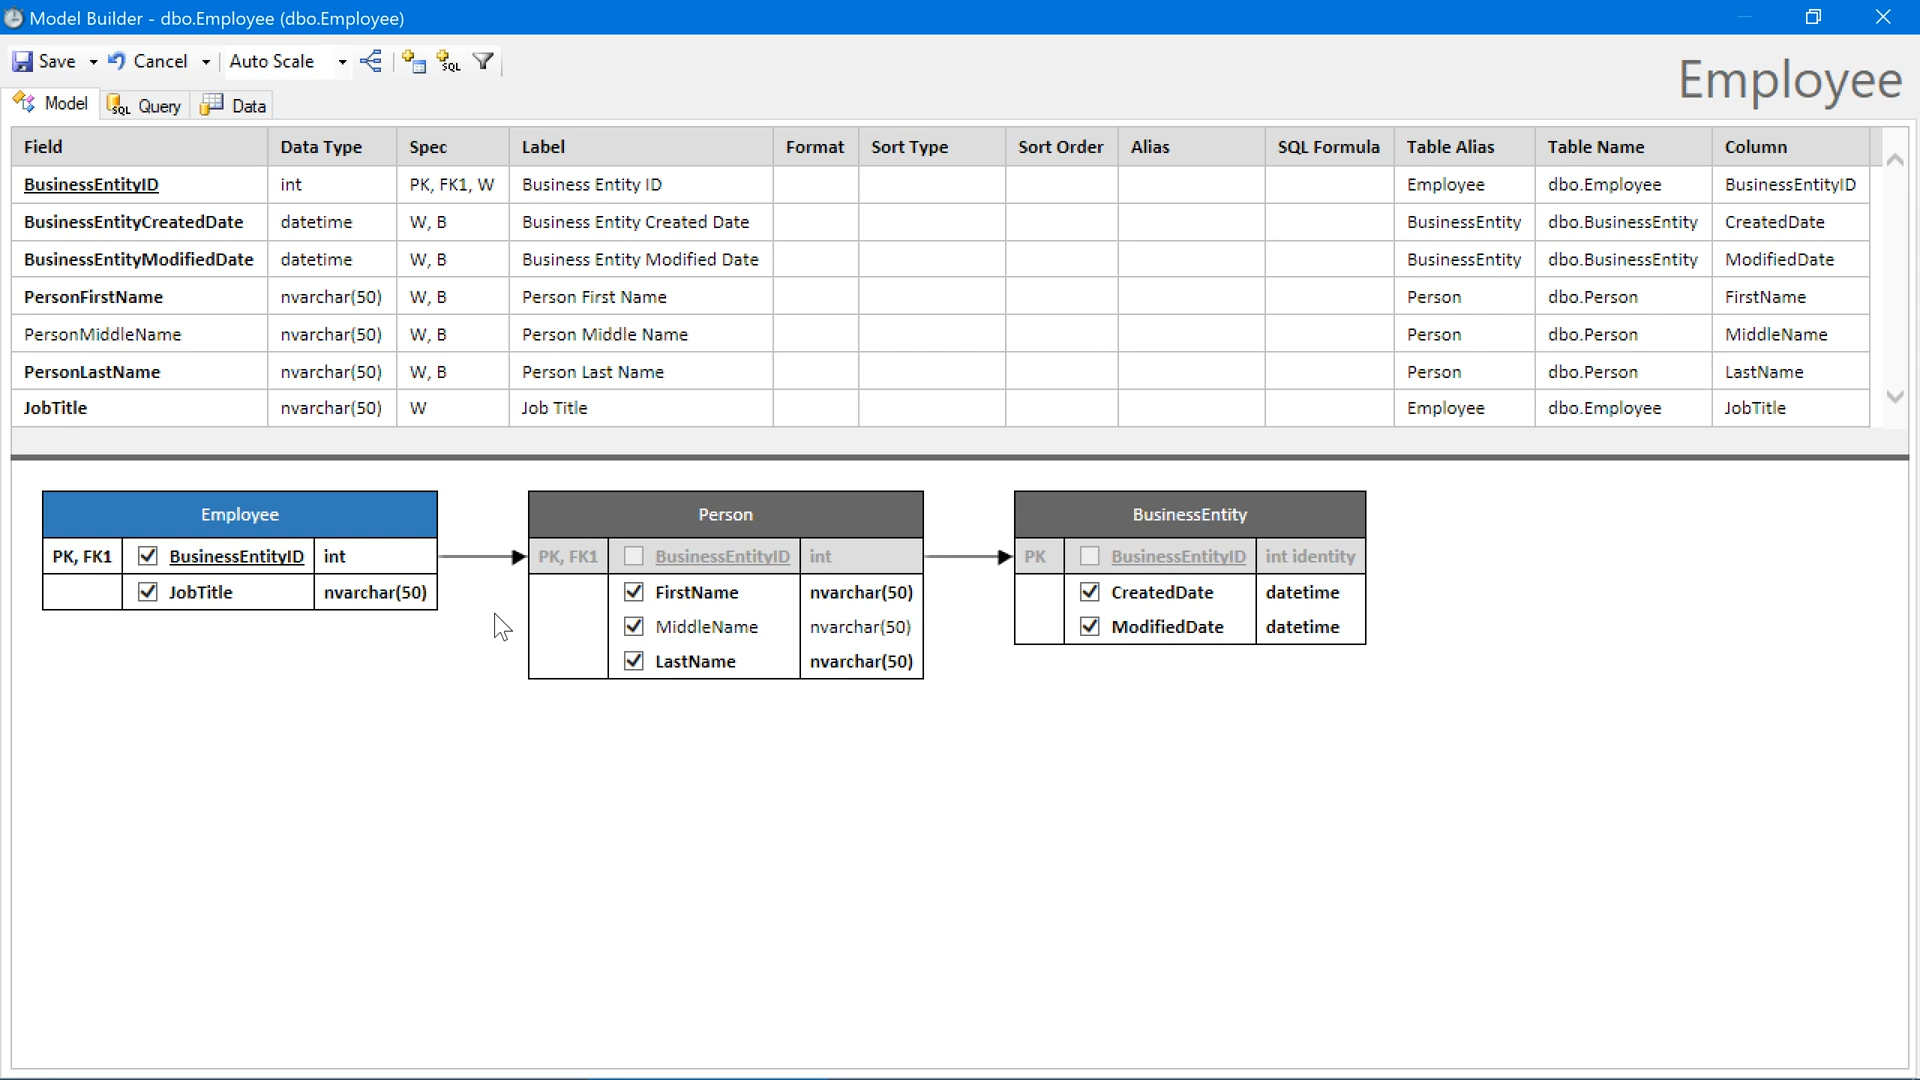 Model Builder - dbo.Employee (dbo.Employee)
Save Cancel Auto Scale SQL
Employee
Model SQL Query Data
Field Data Type Spec Label Format Sort Type Sort Order Alias SQL Formula Table Alias Table Name Column
BusinessEntityID int PK, FK1, W Business Entity ID Employee dbo.Employee BusinessEntityID
BusinessEntityCreatedDate datetime W, B Business Entity Created Date BusinessEntity dbo.BusinessEntity CreatedDate
BusinessEntityModifiedDate datetime W, B Business Entity Modified Date BusinessEntity dbo.BusinessEntity ModifiedDate
PersonFirstName nvarchar(50) W, B Person First Name Person dbo.Person FirstName
PersonMiddleName nvarchar(50) W, B Person Middle Name Person dbo.Person MiddleName
PersonLastName nvarchar(50) W, B Person Last Name Person dbo.Person LastName
JobTitle nvarchar(50) W Job Title Employee dbo.Employee JobTitle
Employee
PK, FK1 BusinessEntityID int
JobTitle nvarchar(50)
Person
PK, FK1 BusinessEntityID int
FirstName nvarchar(50)
MiddleName nvarchar(50)
LastName nvarchar(50)
BusinessEntity
PK BusinessEntityID int identity
CreatedDate datetime
ModifiedDate datetime